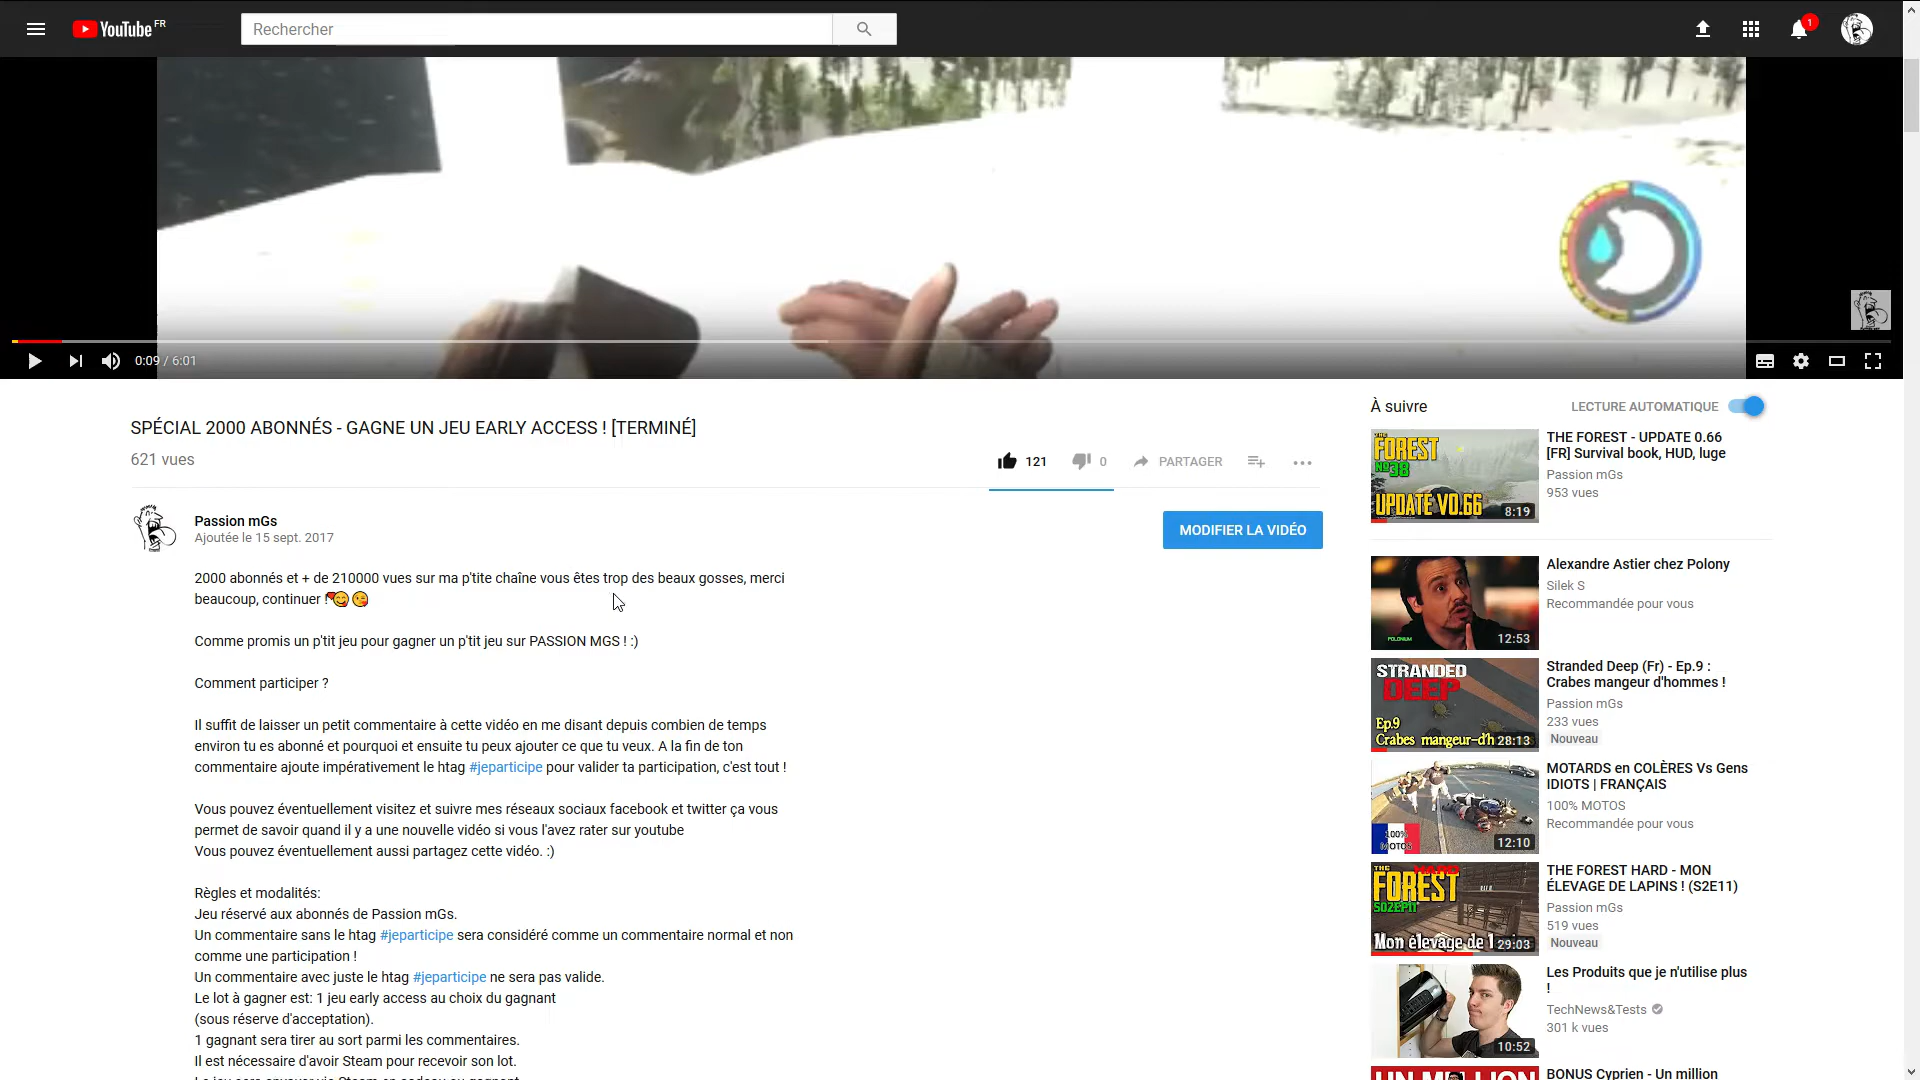 YouTube FR
Rechercher
1
0:09 / 6:01
SPÉCIAL 2000 ABONNÉS - GAGNE UN JEU EARLY ACCESS ! [TERMINÉ]
621 vues
121
0
PARTAGER
Passion mGs
Ajoutée le 15 sept. 2017
MODIFIER LA VIDÉO
2000 abonnés et + de 210000 vues sur ma p'tite chaîne vous êtes trop des beaux gosses, merci
beaucoup, continuer !
Comme promis un p'tit jeu pour gagner un p'tit jeu sur PASSION MGS ! :)
Comment participer ?
Il suffit de laisser un petit commentaire à cette vidéo en me disant depuis combien de temps
environ tu es abonné et pourquoi et ensuite tu peux ajouter ce que tu veux. A la fin de ton
commentaire ajoute impérativement le htag #jeparticipe pour valider ta participation, c'est tout !
Vous pouvez éventuellement visitez et suivre mes réseaux sociaux facebook et twitter ça vous
permet de savoir quand il y a une nouvelle vidéo si vous l'avez rater sur youtube
Vous pouvez éventuellement aussi partagez cette vidéo. :)
Règles et modalités:
Jeu réservé aux abonnés de Passion mGs.
Un commentaire sans le htag #jeparticipe sera considéré comme un commentaire normal et non
comme une participation !
Un commentaire avec juste le htag #jeparticipe ne sera pas valide.
Le lot à gagner est: 1 jeu early access au choix du gagnant
(sous réserve d'acceptation).
1 gagnant sera tirer au sort parmi les commentaires.
Il est nécessaire d'avoir Steam pour recevoir son lot.
À suivre
LECTURE AUTOMATIQUE
THE
FOREST
N°38
UPDATE V0.66
8:19
THE FOREST - UPDATE 0.66
[FR] Survival book, HUD, luge
Passion mGs
953 vues
POLONIUM
12:53
Alexandre Astier chez Polony
Silek S
Recommandée pour vous
STRANDED
DEEP
Ep.9
Crabes mangeur-d'h
28:13
Stranded Deep (Fr) - Ep.9 :
Crabes mangeur d'hommes !
Passion mGs
233 vues
Nouveau
100%
MOTOS
12:10
MOTARDS en COLÈRES Vs Gens
IDIOTS | FRANÇAIS
100% MOTOS
Recommandée pour vous
THE
HARD
FOREST
S02EP11
Mon élevage de l
29:03
THE FOREST HARD - MON
ÉLEVAGE DE LAPINS ! (S2E11)
Passion mGs
519 vues
Nouveau
10:52
Les Produits que je n'utilise plus
!
TechNews&Tests
301 k vues
UN MILLION
BONUS Cyprien - Un million